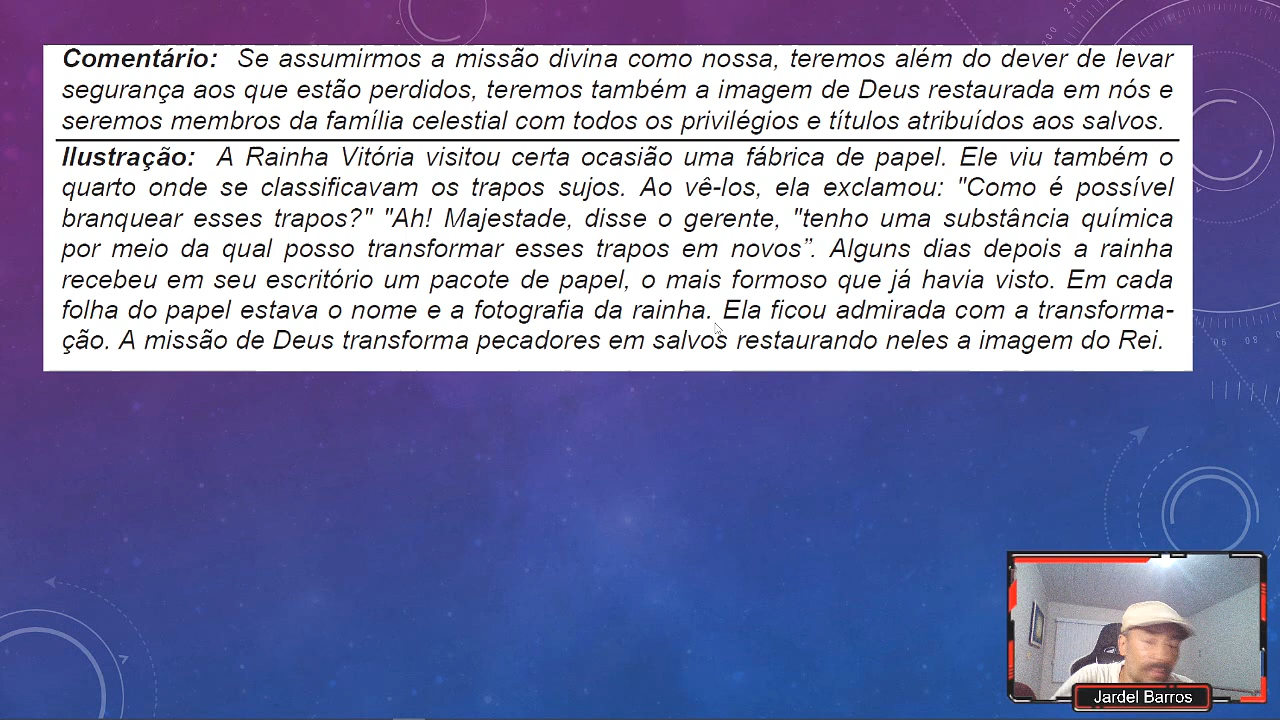 Comentário: Se assumirmos a missão divina como nossa, teremos além do dever de levar
segurança aos que estão perdidos, teremos também a imagem de Deus restaurada em nós e
seremos membros da família celestial com todos os privilégios e títulos atribuídos aos salvos.
Ilustração: A Rainha Vitória visitou certa ocasião uma fábrica de papel. Ele viu também o
quarto onde se classificavam os trapos sujos. Ao vê-los, ela exclamou: "Como é possível
branquear esses trapos?" "Ah! Majestade, disse o gerente, "tenho uma substância química
por meio da qual posso transformar esses trapos em novos”. Alguns dias depois a rainha
recebeu em seu escritório um pacote de papel, o mais formoso que já havia visto. Em cada
folha do papel estava o nome e a fotografia da rainha. Ela ficou admirada com a transforma-
ção. A missão de Deus transforma pecadores em salvos restaurando neles a imagem do Rei.
Jardel Barros